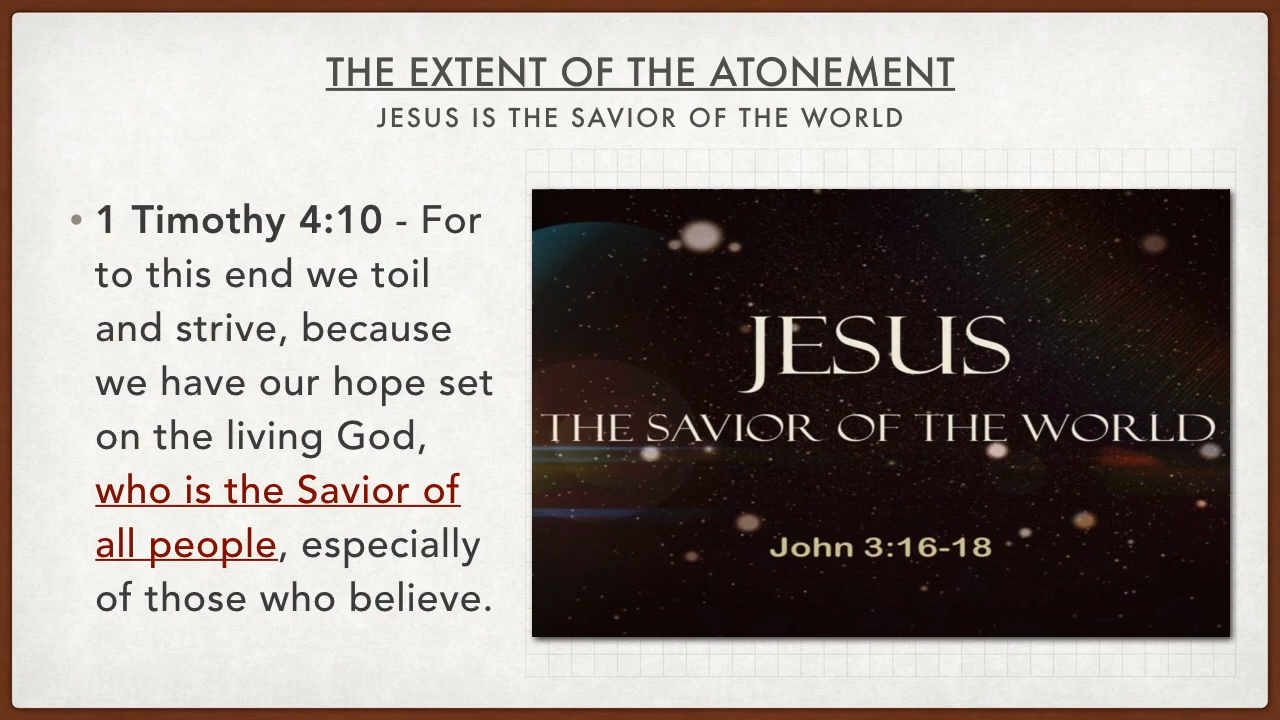 THE EXTENT OF THE ATONEMENT
JESUS IS THE SAVIOR OF THE WORLD
• 1 Timothy 4:10 - For
to this end we toil
and strive, because
we have our hope set
on the living God,
who is the Savior of
all people, especially
of those who believe.
JESUS
THE SAVIOR OF THE WORLD
John 3:16-18